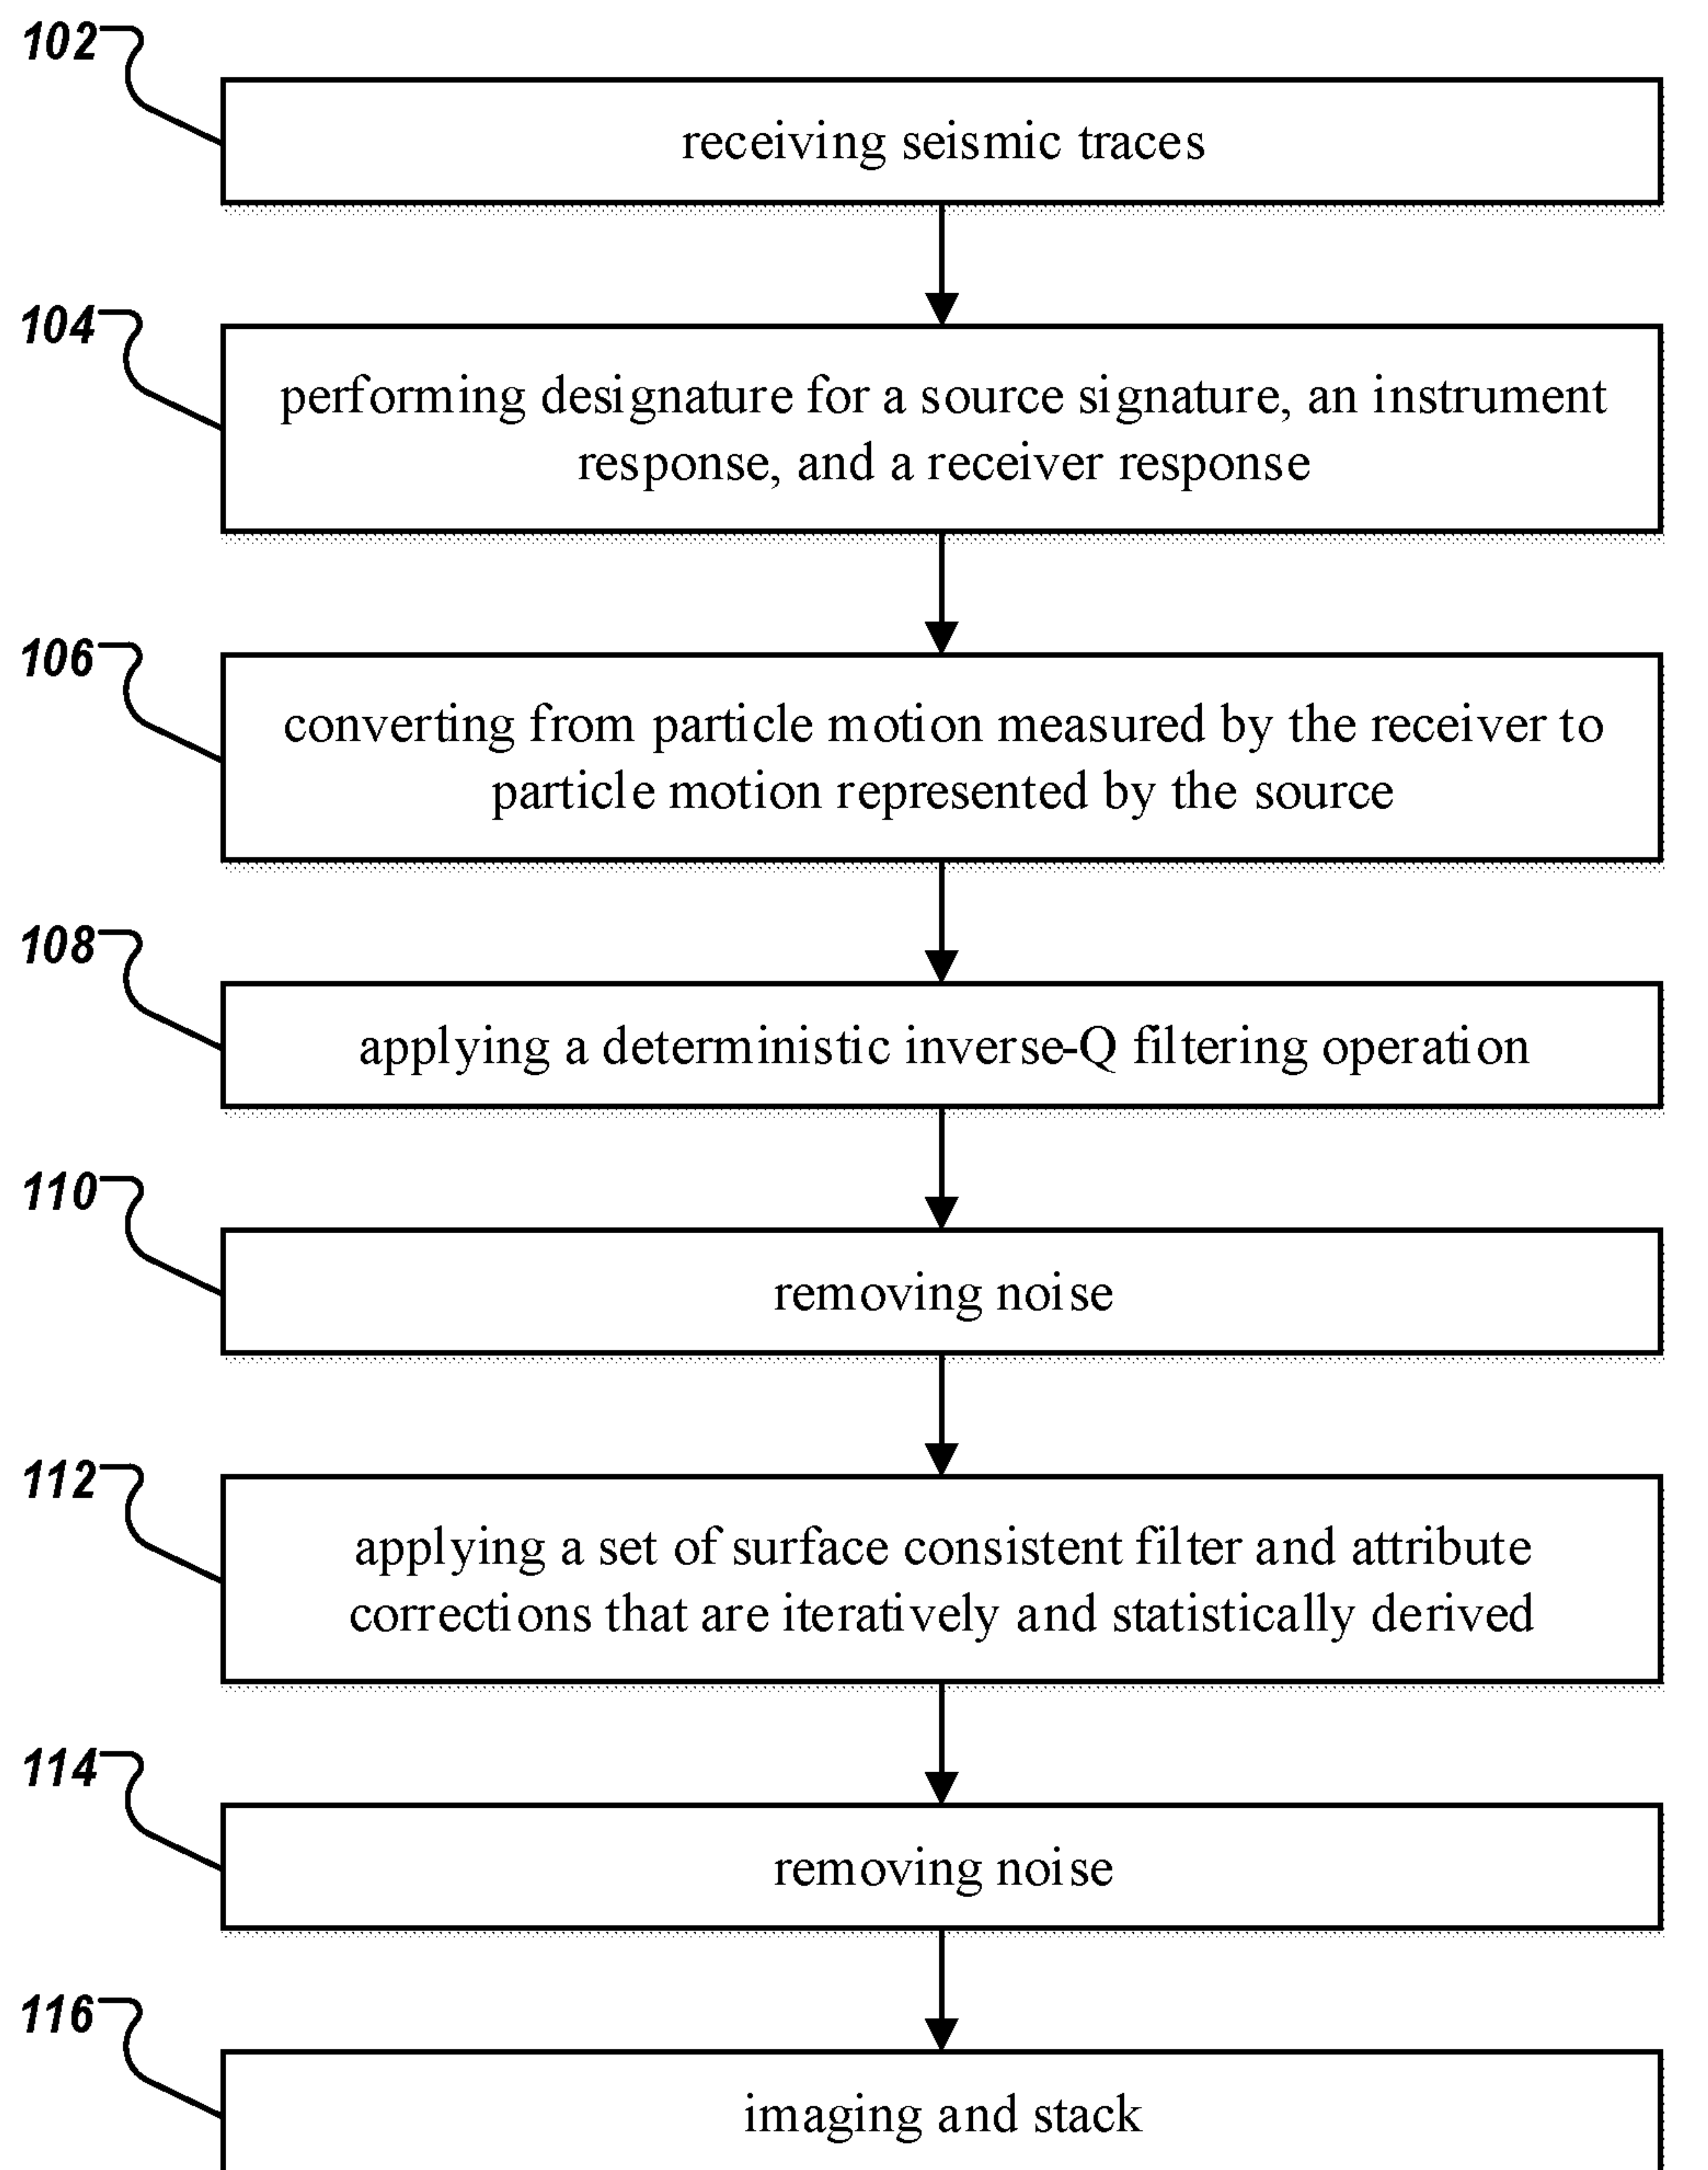 102
receiving seismic traces
104
performing designature for a source signature, an instrument
response, and a receiver response
106
converting from particle motion measured by the receiver to
particle motion represented by the source
108
applying a deterministic inverse-Q filtering operation
110
removing noise
112
applying a set of surface consistent filter and attribute
corrections that are iteratively and statistically derived
114
removing noise
116
imaging and stack